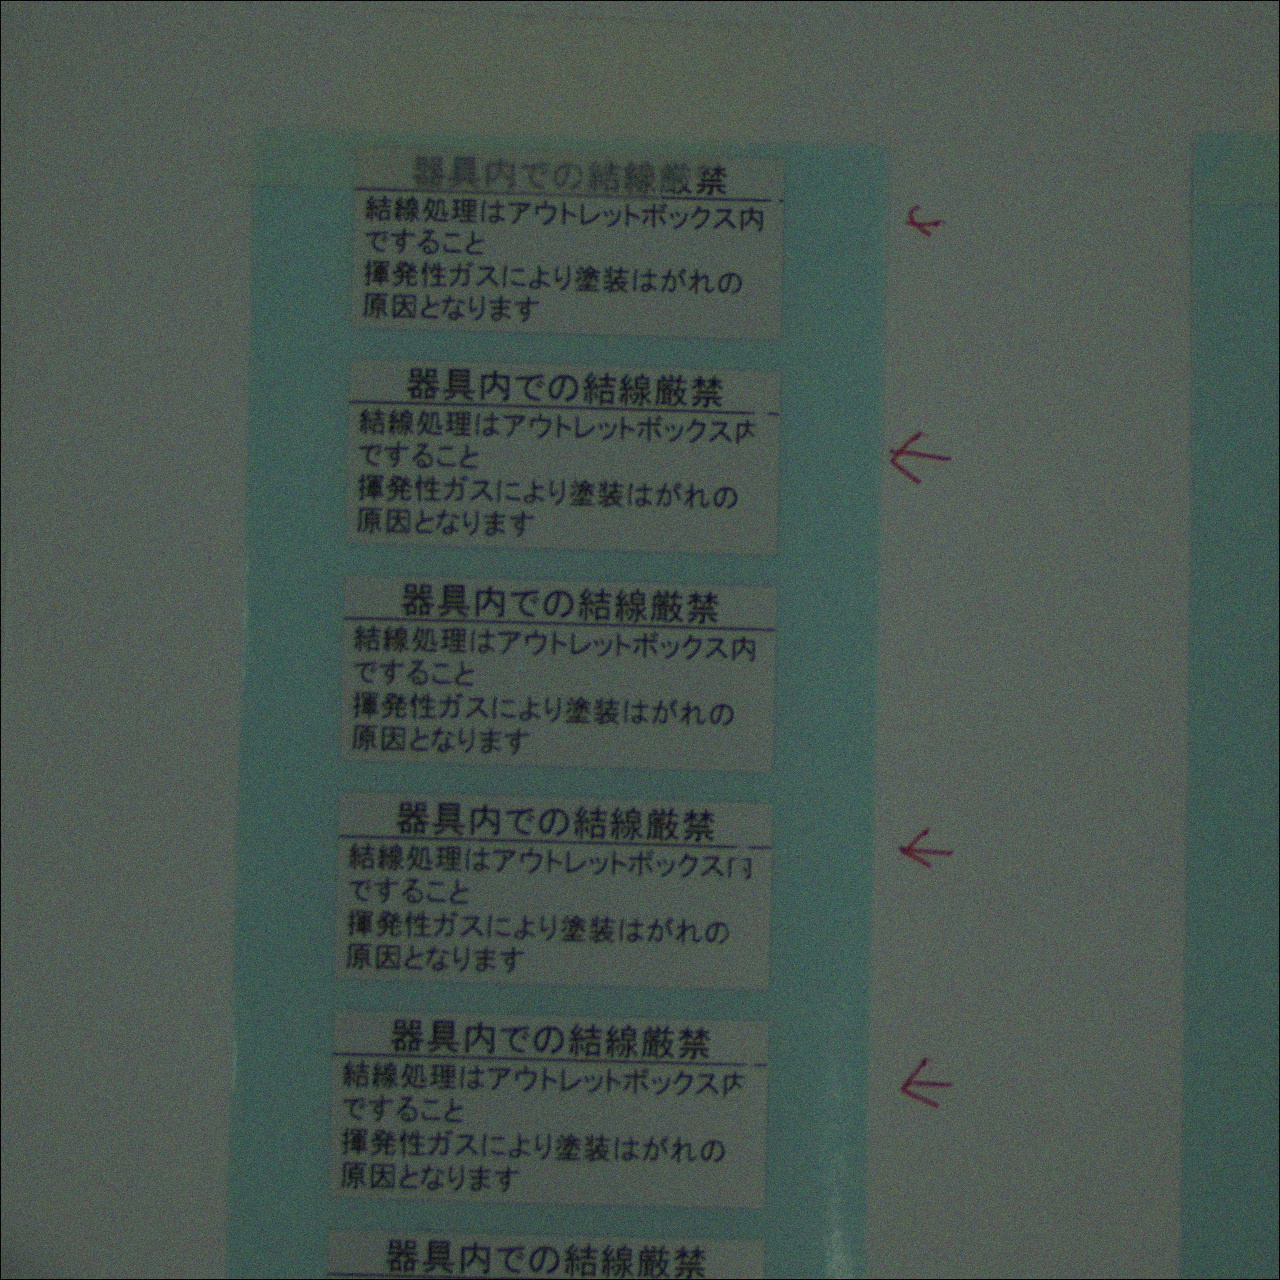 器具内での結線厳禁
結線処理はアウトレットボックス内
ですること
揮発性ガスにより塗装はがれの
原因となります
器具内での結線厳禁
結線処理はアウトレットボックス内
ですること
揮発性ガスにより塗装はがれの
原因となります
器具内での結線厳禁
結線処理はアウトレットボックス内
ですること
揮発性ガスにより塗装はがれの
原因となります
器具内での結線厳禁
結線処理はアウトレットボックス内
ですること
揮発性ガスにより塗装はがれの
原因となります
器具内での結線厳禁
結線処理はアウトレットボックス内
ですること
揮発性ガスにより塗装はがれの
原因となります
器具内での結線厳禁